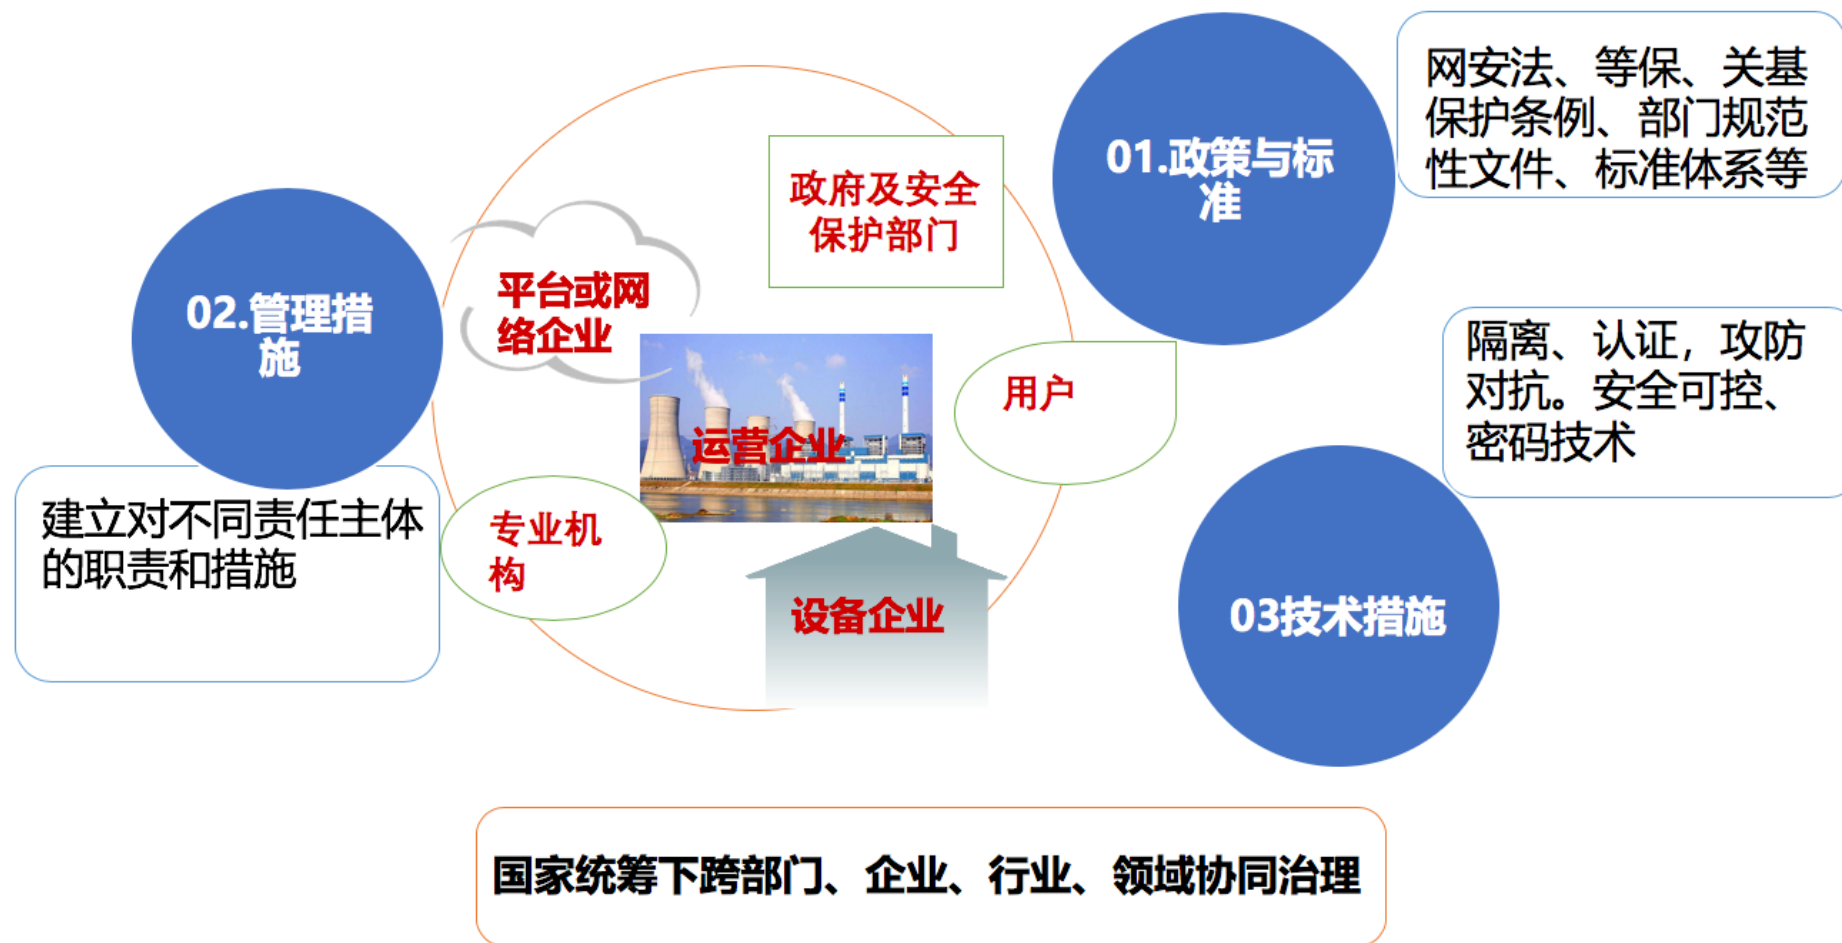 01.政策与标
准
网安法、等保、关基
保护条例、部门规范
性文件、标准体系等
政府及安全
保护部门
02.管理措
施
平台或网
络企业
用户
隔离、认证，攻防
对抗。安全可控、
密码技术
运营企业
建立对不同责任主体
的职责和措施
专业机
构
设备企业
03技术措施
国家统筹下跨部门、企业、行业、领域协同治理